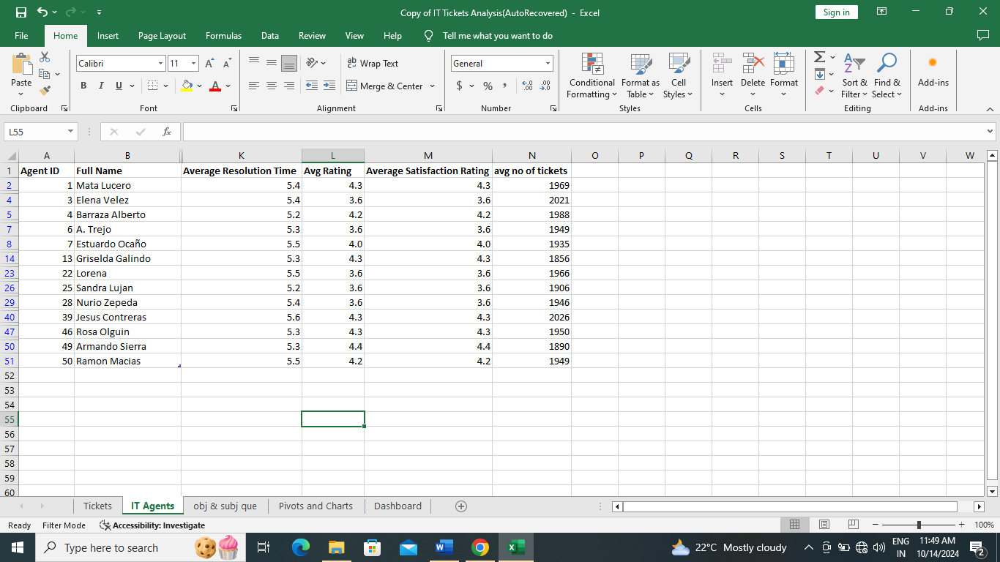 Copy of IT Tickets Analysis(AutoRecovered) - Excel
Sign in
File Home Insert Page Layout Formulas Data Review View Help Tell me what you want to do
Calibri 11 Wrap Text General
Paste B I U A Merge & Center $ % , Conditional Formatting Format as Table Cell Styles Insert Delete Format Sort & Filter Find & Select Add-ins
Clipboard Font Alignment Number Styles Cells Editing Add-ins
L55 fx
A B K L M N O P Q R S T U V W
1 Agent ID Full Name Average Resolution Time Avg Rating Average Satisfaction Rating avg no of tickets
2 1 Mata Lucero 5.4 4.3 4.3 1969
4 3 Elena Velez 5.4 3.6 3.6 2021
5 4 Barraza Alberto 5.2 4.2 4.2 1988
7 6 A. Trejo 5.3 3.6 3.6 1949
8 7 Estuardo Ocaño 5.5 4.0 4.0 1935
14 13 Griselda Galindo 5.3 4.3 4.3 1856
23 22 Lorena 5.5 3.6 3.6 1966
26 25 Sandra Lujan 5.2 3.6 3.6 1906
29 28 Nurio Zepeda 5.4 3.6 3.6 1946
40 39 Jesus Contreras 5.6 4.3 4.3 2026
47 46 Rosa Olguin 5.3 4.3 4.3 1950
50 49 Armando Sierra 5.3 4.4 4.4 1890
51 50 Ramon Macias 5.5 4.2 4.2 1949
52
53
54
55
56
57
58
59
60
Tickets IT Agents obj & subj que Pivots and Charts Dashboard
Ready Filter Mode Accessibility: Investigate 100%
Type here to search 22°C Mostly cloudy ENG 11:49 AM
IN 10/14/2024 2